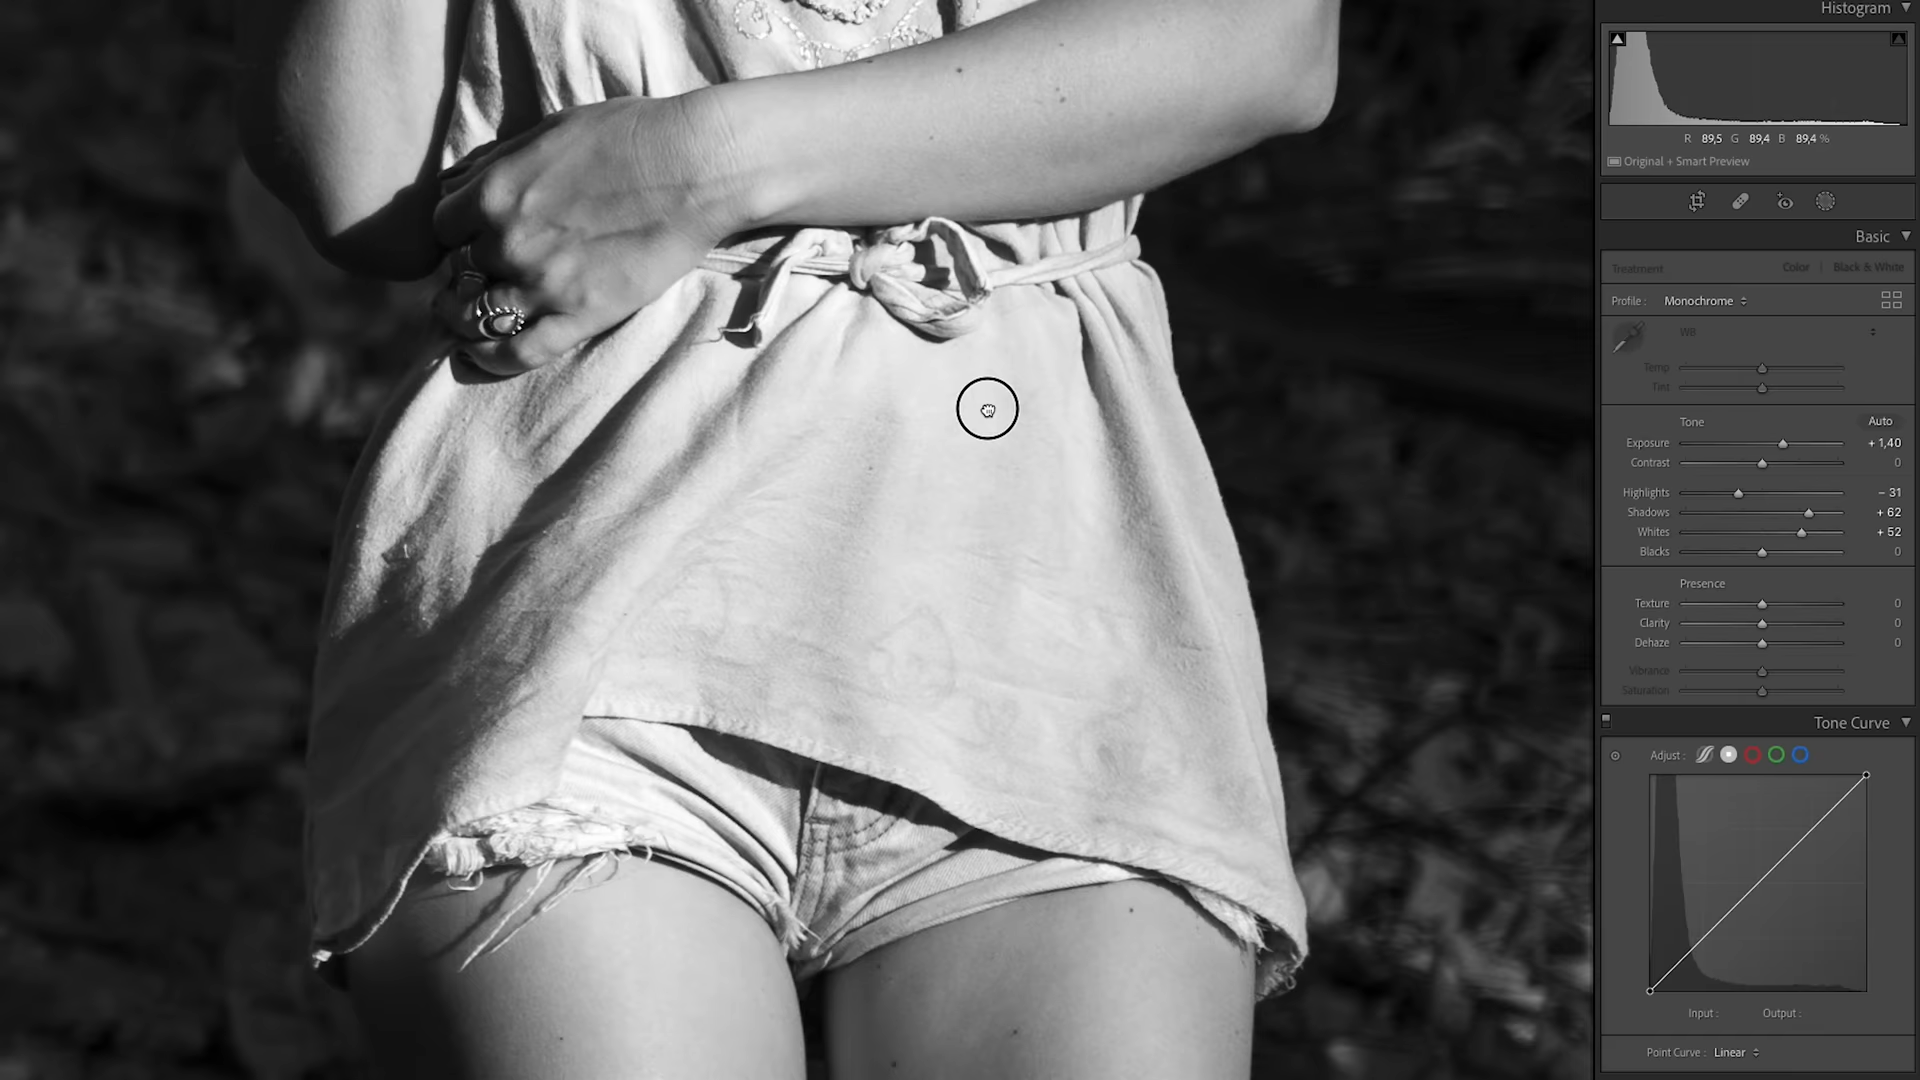 Histogram
R 89,5 G 89,4 B 89,4 %
Original + Smart Preview
Basic
Treatment Color | Black & White
Profile : Monochrome
WB
Temp
Tint
Tone Auto
Exposure + 1,40
Contrast 0
Highlights – 31
Shadows + 62
Whites + 52
Blacks 0
Presence
Texture 0
Clarity 0
Dehaze 0
Vibrance
Saturation
Tone Curve
Adjust :
Input : Output :
Point Curve : Linear